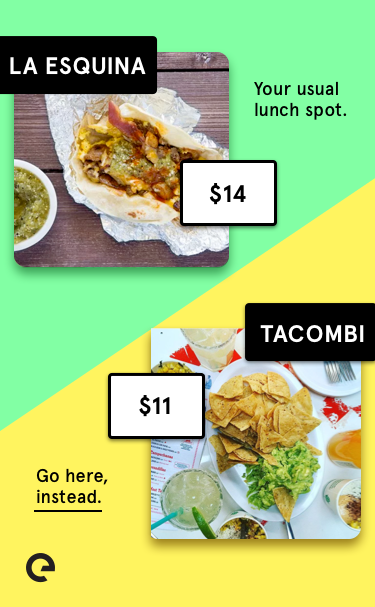 LA ESQUINA
Your usual
lunch spot.
$14
TACOMBI
$11
Go here,
instead.